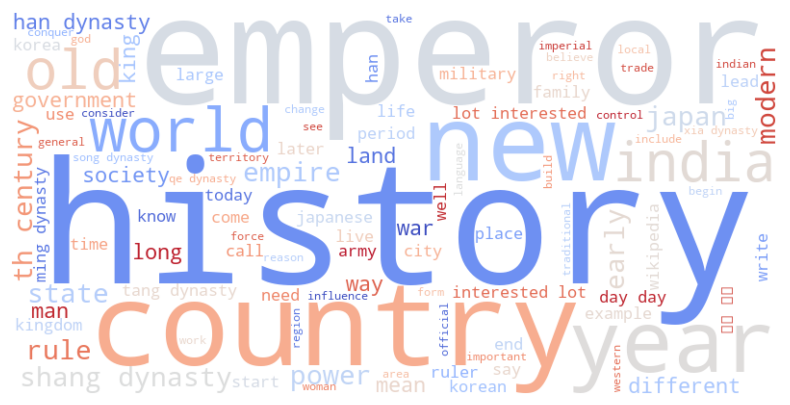 han dynasty
take
emperor
conquer
god
korea
king
imperial
local
believe
old
large
han
military
right
indian
trade
family
lead
government
modern
use
consider
world
change
life
lot interested
control
japan
big
see
new
period
xia dynasty
general
th century
song dynasty
territory
later
land
language
include
india
society
qe dynasty
empire
build
ming dynasty
history
today
begin
know
come
japanese
well
war
place
early
wikipedia
traditional
time
long
force
call
live
army
city
reason
write
state
tang dynasty
need
influence
way
form
interested lot
day day
man
country
example
kingdom
region
official
year
rule
work
end
important
say
shang dynasty
start
power
area
mean
ruler
woman
korean
western
different